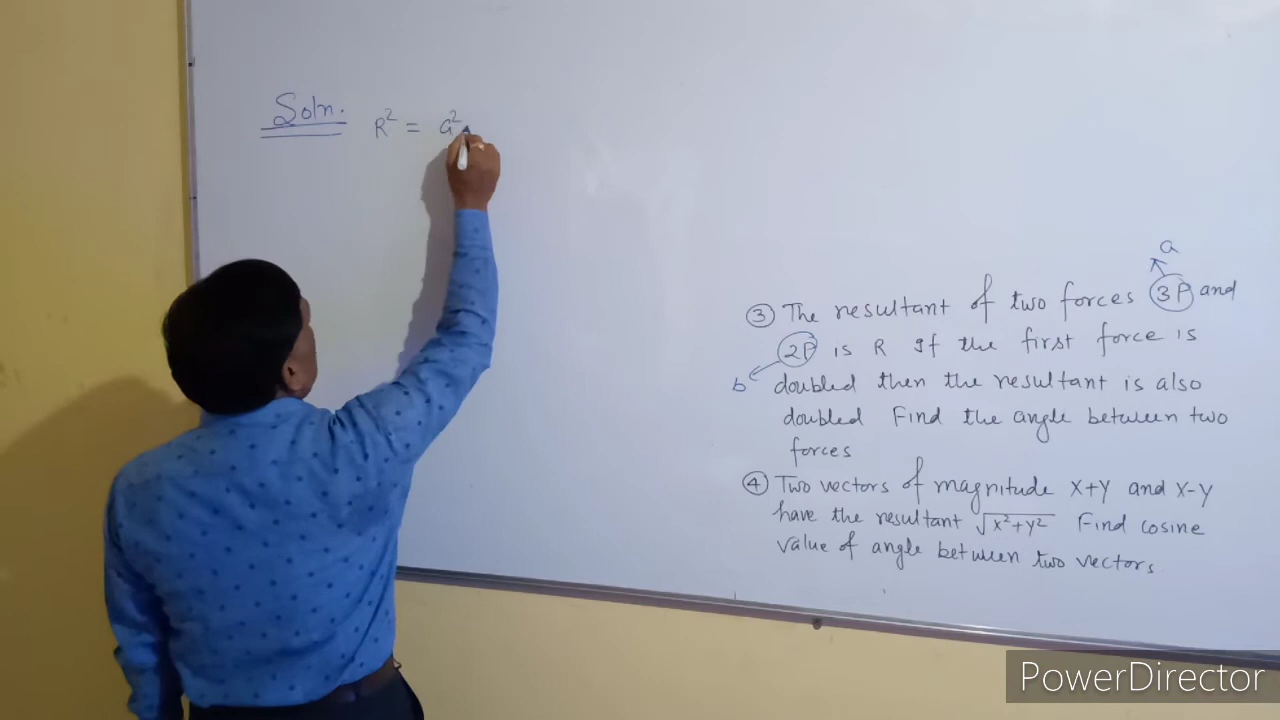 Soln. R² = a²
a
③ The resultant of two forces 3P and
2P is R If the first force is
b doubled then the resultant is also
doubled Find the angle between two
forces
④ Two vectors of magnitude X+Y and X-Y
have the resultant √X²+Y² Find cosine
value of angle between two vectors.
PowerDirector